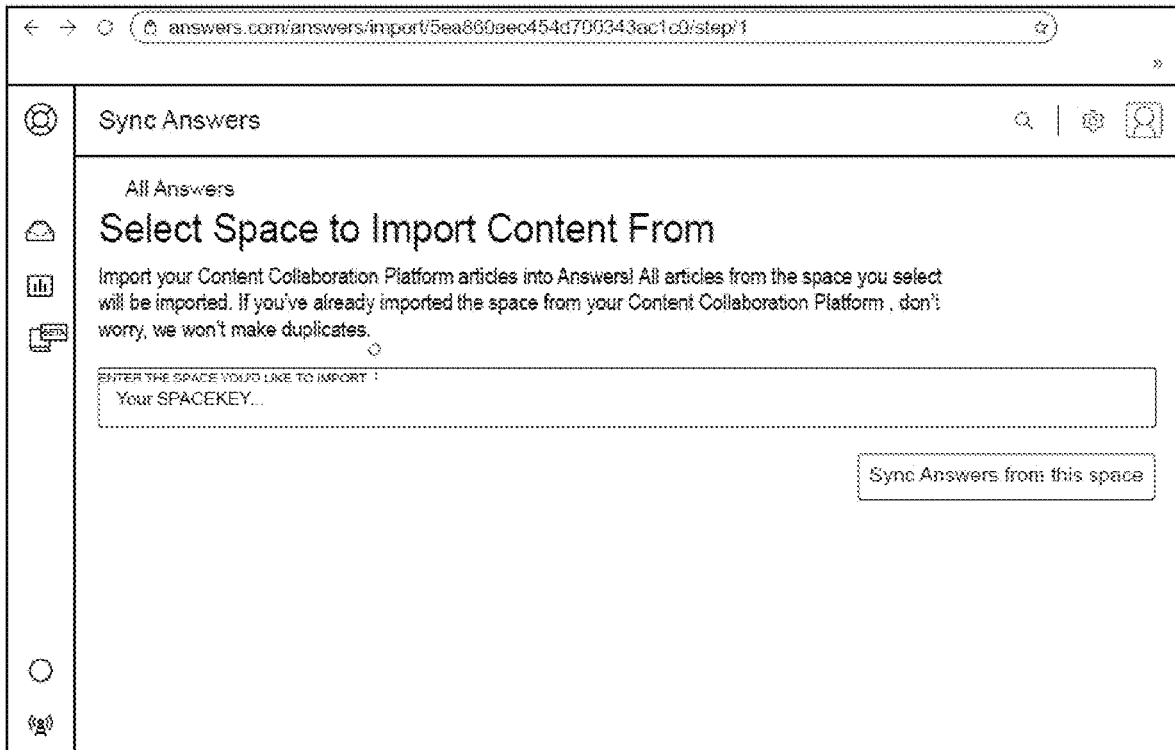 answers.com/answers/import/5ea860aec454d700343ac1c0/step/1
Sync Answers
All Answers
Select Space to Import Content From
Import your Content Collaboration Platform articles into Answers! All articles from the space you select
will be imported. If you've already imported the space from your Content Collaboration Platform , don't
worry, we won't make duplicates.
ENTER THE SPACE YOU'D LIKE TO IMPORT :
Your SPACEKEY...
Sync Answers from this space